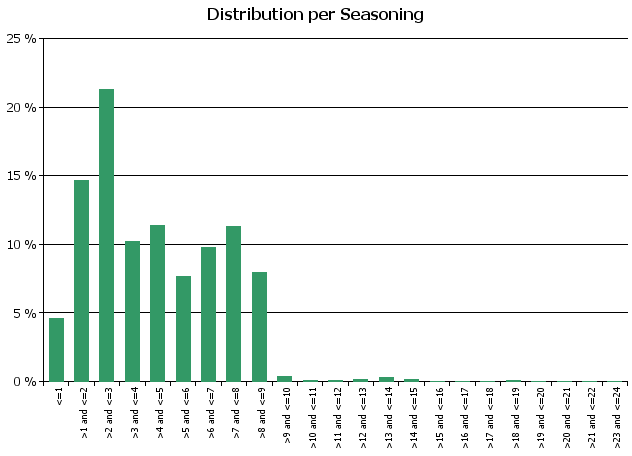 Distribution per Seasoning
25 %
20 %
15 %
10 %
5 %
0 %
<=1
>1 and <=2
>2 and <=3
>3 and <=4
>4 and <=5
>5 and <=6
>6 and <=7
>7 and <=8
>8 and <=9
>9 and <=10
>10 and <=11
>11 and <=12
>12 and <=13
>13 and <=14
>14 and <=15
>15 and <=16
>16 and <=17
>17 and <=18
>18 and <=19
>19 and <=20
>20 and <=21
>21 and <=22
>23 and <=24